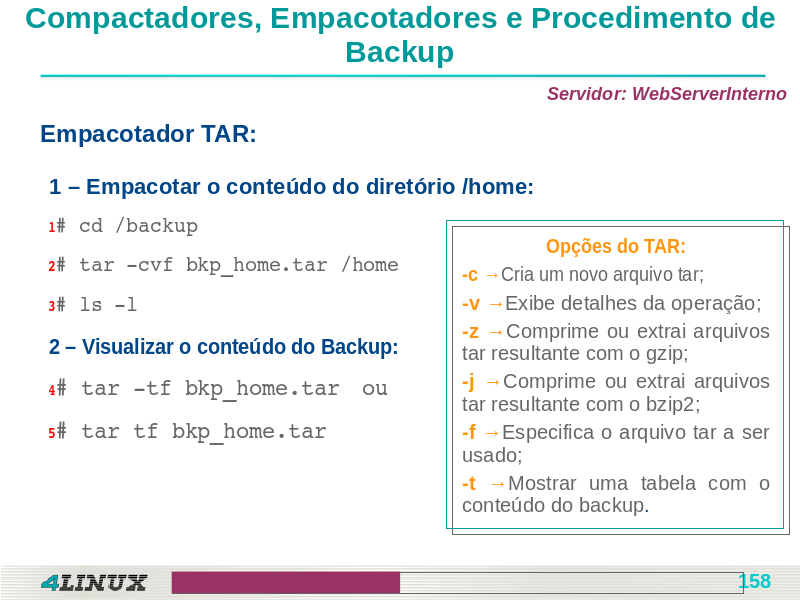 Compactadores, Empacotadores e Procedimento de
Backup
Servidor: WebServerInterno
Empacotador TAR:
1 – Empacotar o conteúdo do diretório /home:
1# cd /backup
2# tar –cvf bkp_home.tar /home
3# ls –l
2 – Visualizar o conteúdo do Backup:
4# tar –tf bkp_home.tar  ou
5# tar tf bkp_home.tar
Opções do TAR:
-c →Cria um novo arquivo tar;
-v →Exibe detalhes da operação;
-z →Comprime ou extrai arquivos
tar resultante com o gzip;
-j →Comprime ou extrai arquivos
tar resultante com o bzip2;
-f →Especifica o arquivo tar a ser
usado;
-t →Mostrar uma tabela com o
conteúdo do backup.
4LINUX
158